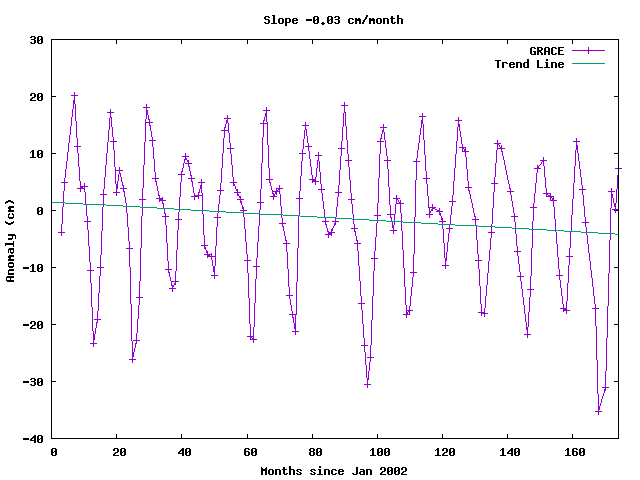 Slope -0.03 cm/month
GRACE
Trend Line
30
20
10
0
-10
-20
-30
-40
Anomaly (cm)
0 20 40 60 80 100 120 140 160
Months since Jan 2002